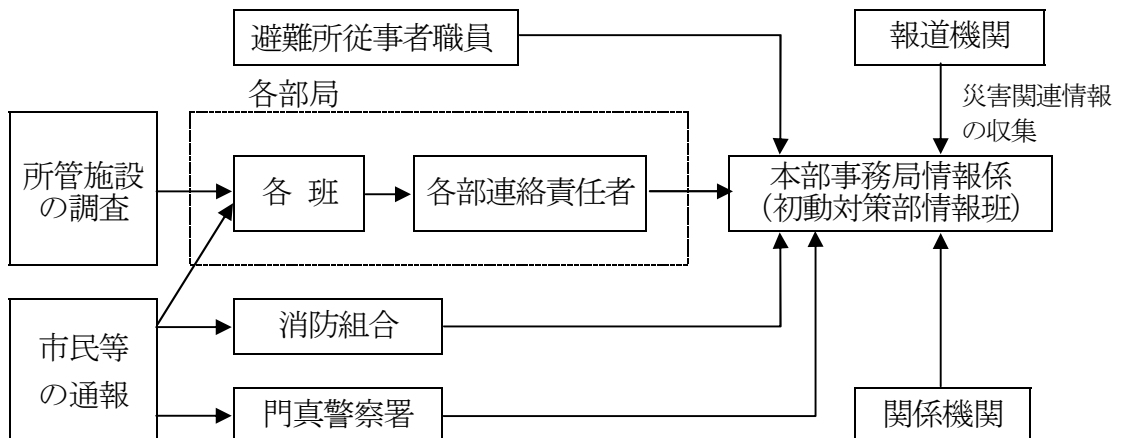 避難所従事者職員
報道機関
各部局
災害関連情報
の収集
所管施設
の調査
各 班
各部連絡責任者
本部事務局情報係
（初動対策部情報班）
市民等
の通報
消防組合
門真警察署
関係機関